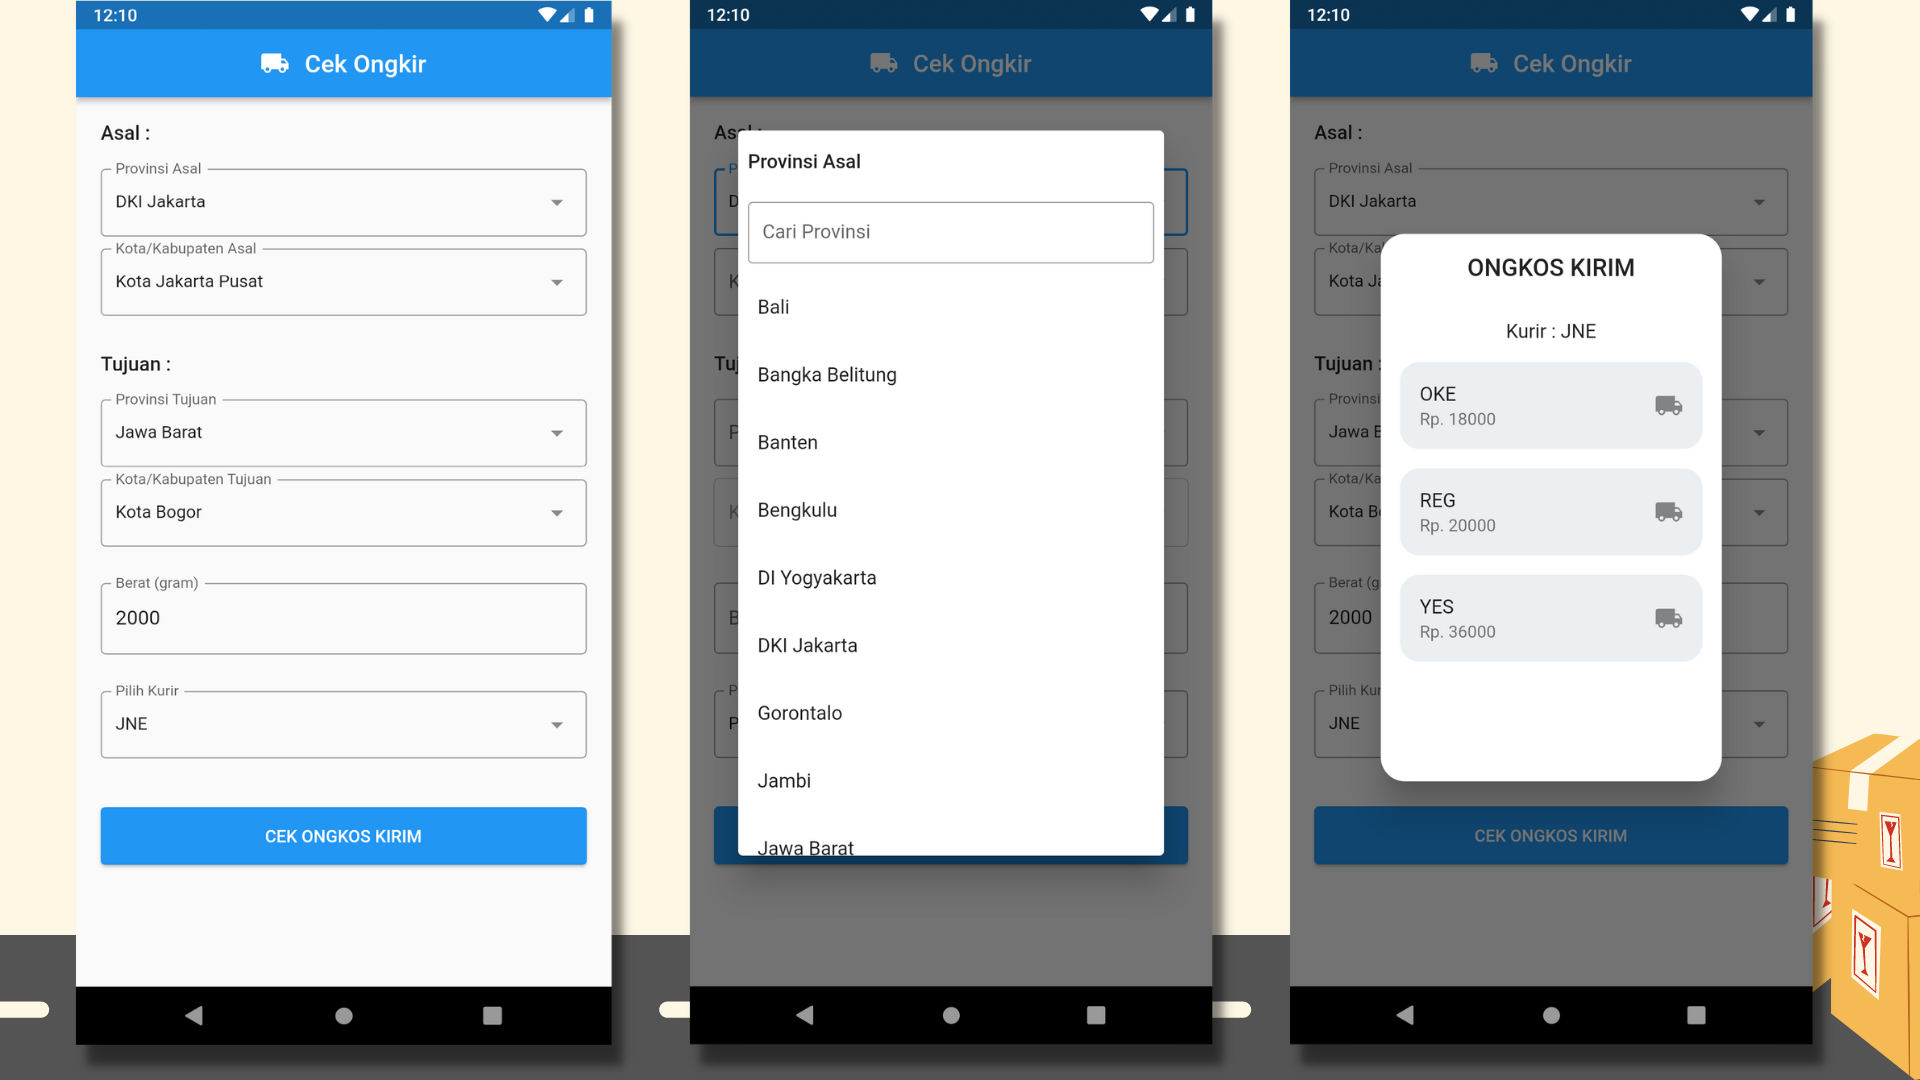 12:10
Cek Ongkir
Asal :
Provinsi Asal
DKI Jakarta
Kota/Kabupaten Asal
Kota Jakarta Pusat
Tujuan :
Provinsi Tujuan
Jawa Barat
Kota/Kabupaten Tujuan
Kota Bogor
Berat (gram)
2000
Pilih Kurir
JNE
CEK ONGKOS KIRIM
12:10
Cek Ongkir
Provinsi Asal
Cari Provinsi
Bali
Bangka Belitung
Banten
Bengkulu
DI Yogyakarta
DKI Jakarta
Gorontalo
Jambi
Jawa Barat
12:10
Cek Ongkir
Asal :
Provinsi Asal
DKI Jakarta
Kota/Ka
Kota Ja
Tujuan :
Provinsi
Jawa B
Kota/Ka
Kota B
Berat (g
2000
Pilih Kur
JNE
CEK ONGKOS KIRIM
ONGKOS KIRIM
Kurir : JNE
OKE
Rp. 18000
REG
Rp. 20000
YES
Rp. 36000